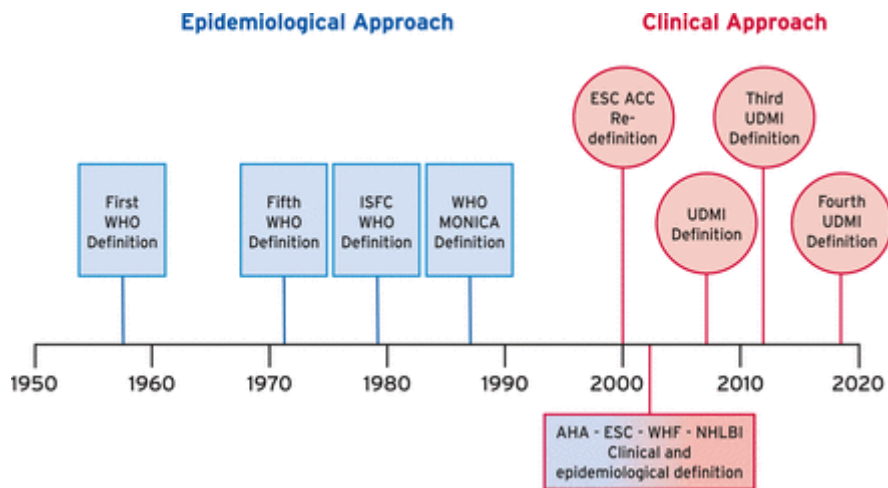 Epidemiological Approach
Clinical Approach
First
WHO
Definition
Fifth
WHO
Definition
ISFC
WHO
Definition
WHO
MONICA
Definition
ESC ACC
Re-
definition
UDMI
Definition
Third
UDMI
Definition
Fourth
UDMI
Definition
1950
1960
1970
1980
1990
2000
2010
2020
AHA - ESC - WHF - NHLBI
Clinical and
epidemiological definition